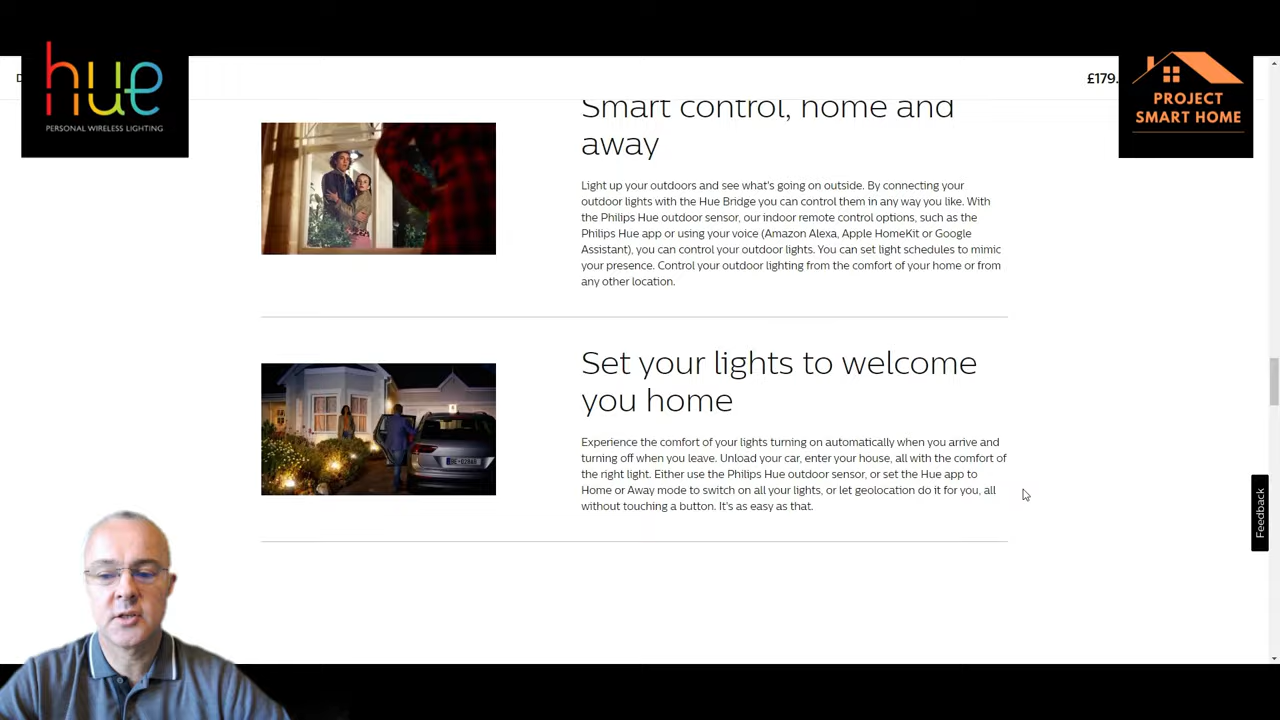 hue
PERSONAL WIRELESS LIGHTING
£179.
PROJECT
SMART HOME
Smart control, home and
away
Light up your outdoors and see what's going on outside. By connecting your
outdoor lights with the Hue Bridge you can control them in any way you like. With
the Philips Hue outdoor sensor, our indoor remote control options, such as the
Philips Hue app or using your voice (Amazon Alexa, Apple HomeKit or Google
Assistant), you can control your outdoor lights. You can set light schedules to mimic
your presence. Control your outdoor lighting from the comfort of your home or from
any other location.
Set your lights to welcome
you home
Experience the comfort of your lights turning on automatically when you arrive and
turning off when you leave. Unload your car, enter your house, all with the comfort of
the right light. Either use the Philips Hue outdoor sensor, or set the Hue app to
Home or Away mode to switch on all your lights, or let geolocation do it for you, all
without touching a button. It's as easy as that.
Feedback